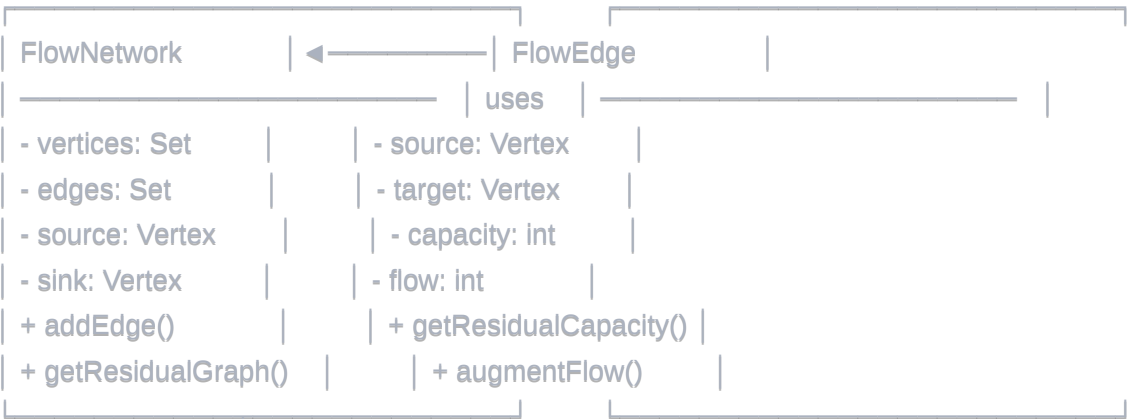 FlowNetwork FlowEdge
uses
- vertices: Set - source: Vertex
- edges: Set - target: Vertex
- source: Vertex - capacity: int
- sink: Vertex - flow: int
+ addEdge() + getResidualCapacity()
+ getResidualGraph() + augmentFlow()